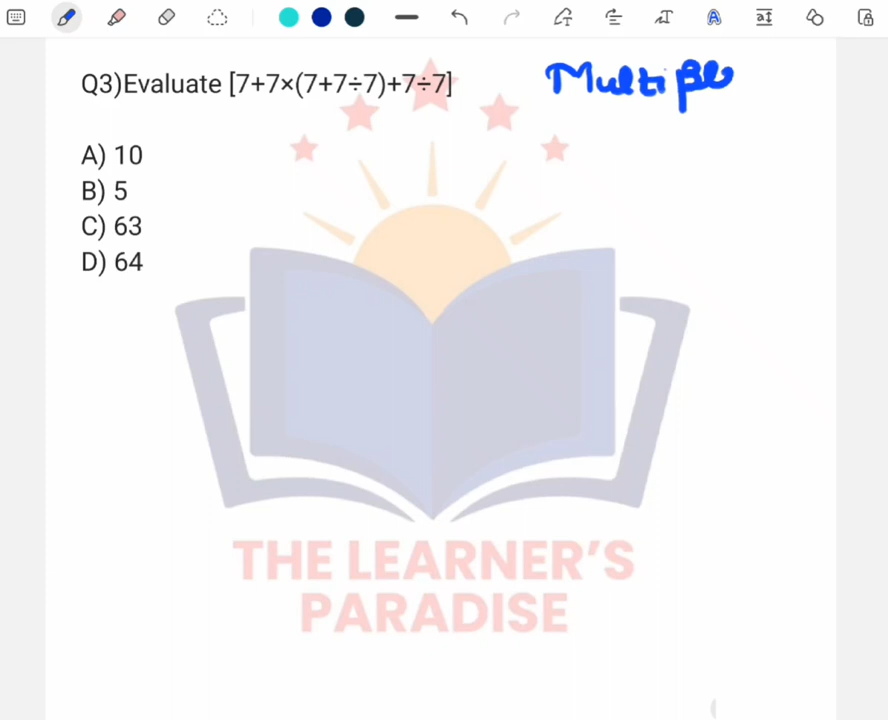 Q3)Evaluate [7+7×(7+7÷7)+7÷7]
Multiple
A) 10
B) 5
C) 63
D) 64
THE LEARNER'S
PARADISE